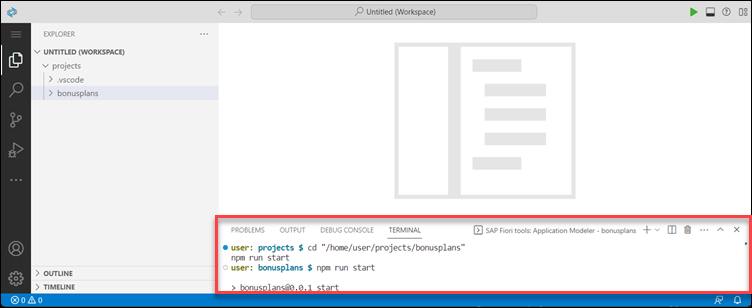 Untitled (Workspace)
EXPLORER
UNTITLED (WORKSPACE)
projects
.vscode
bonusplans
OUTLINE
TIMELINE
PROBLEMS OUTPUT DEBUG CONSOLE TERMINAL SAP Fiori tools: Application Modeler - bonusplans
user: projects $ cd "/home/user/projects/bonusplans"
npm run start
user: bonusplans $ npm run start
> bonusplans@0.0.1 start
0 0